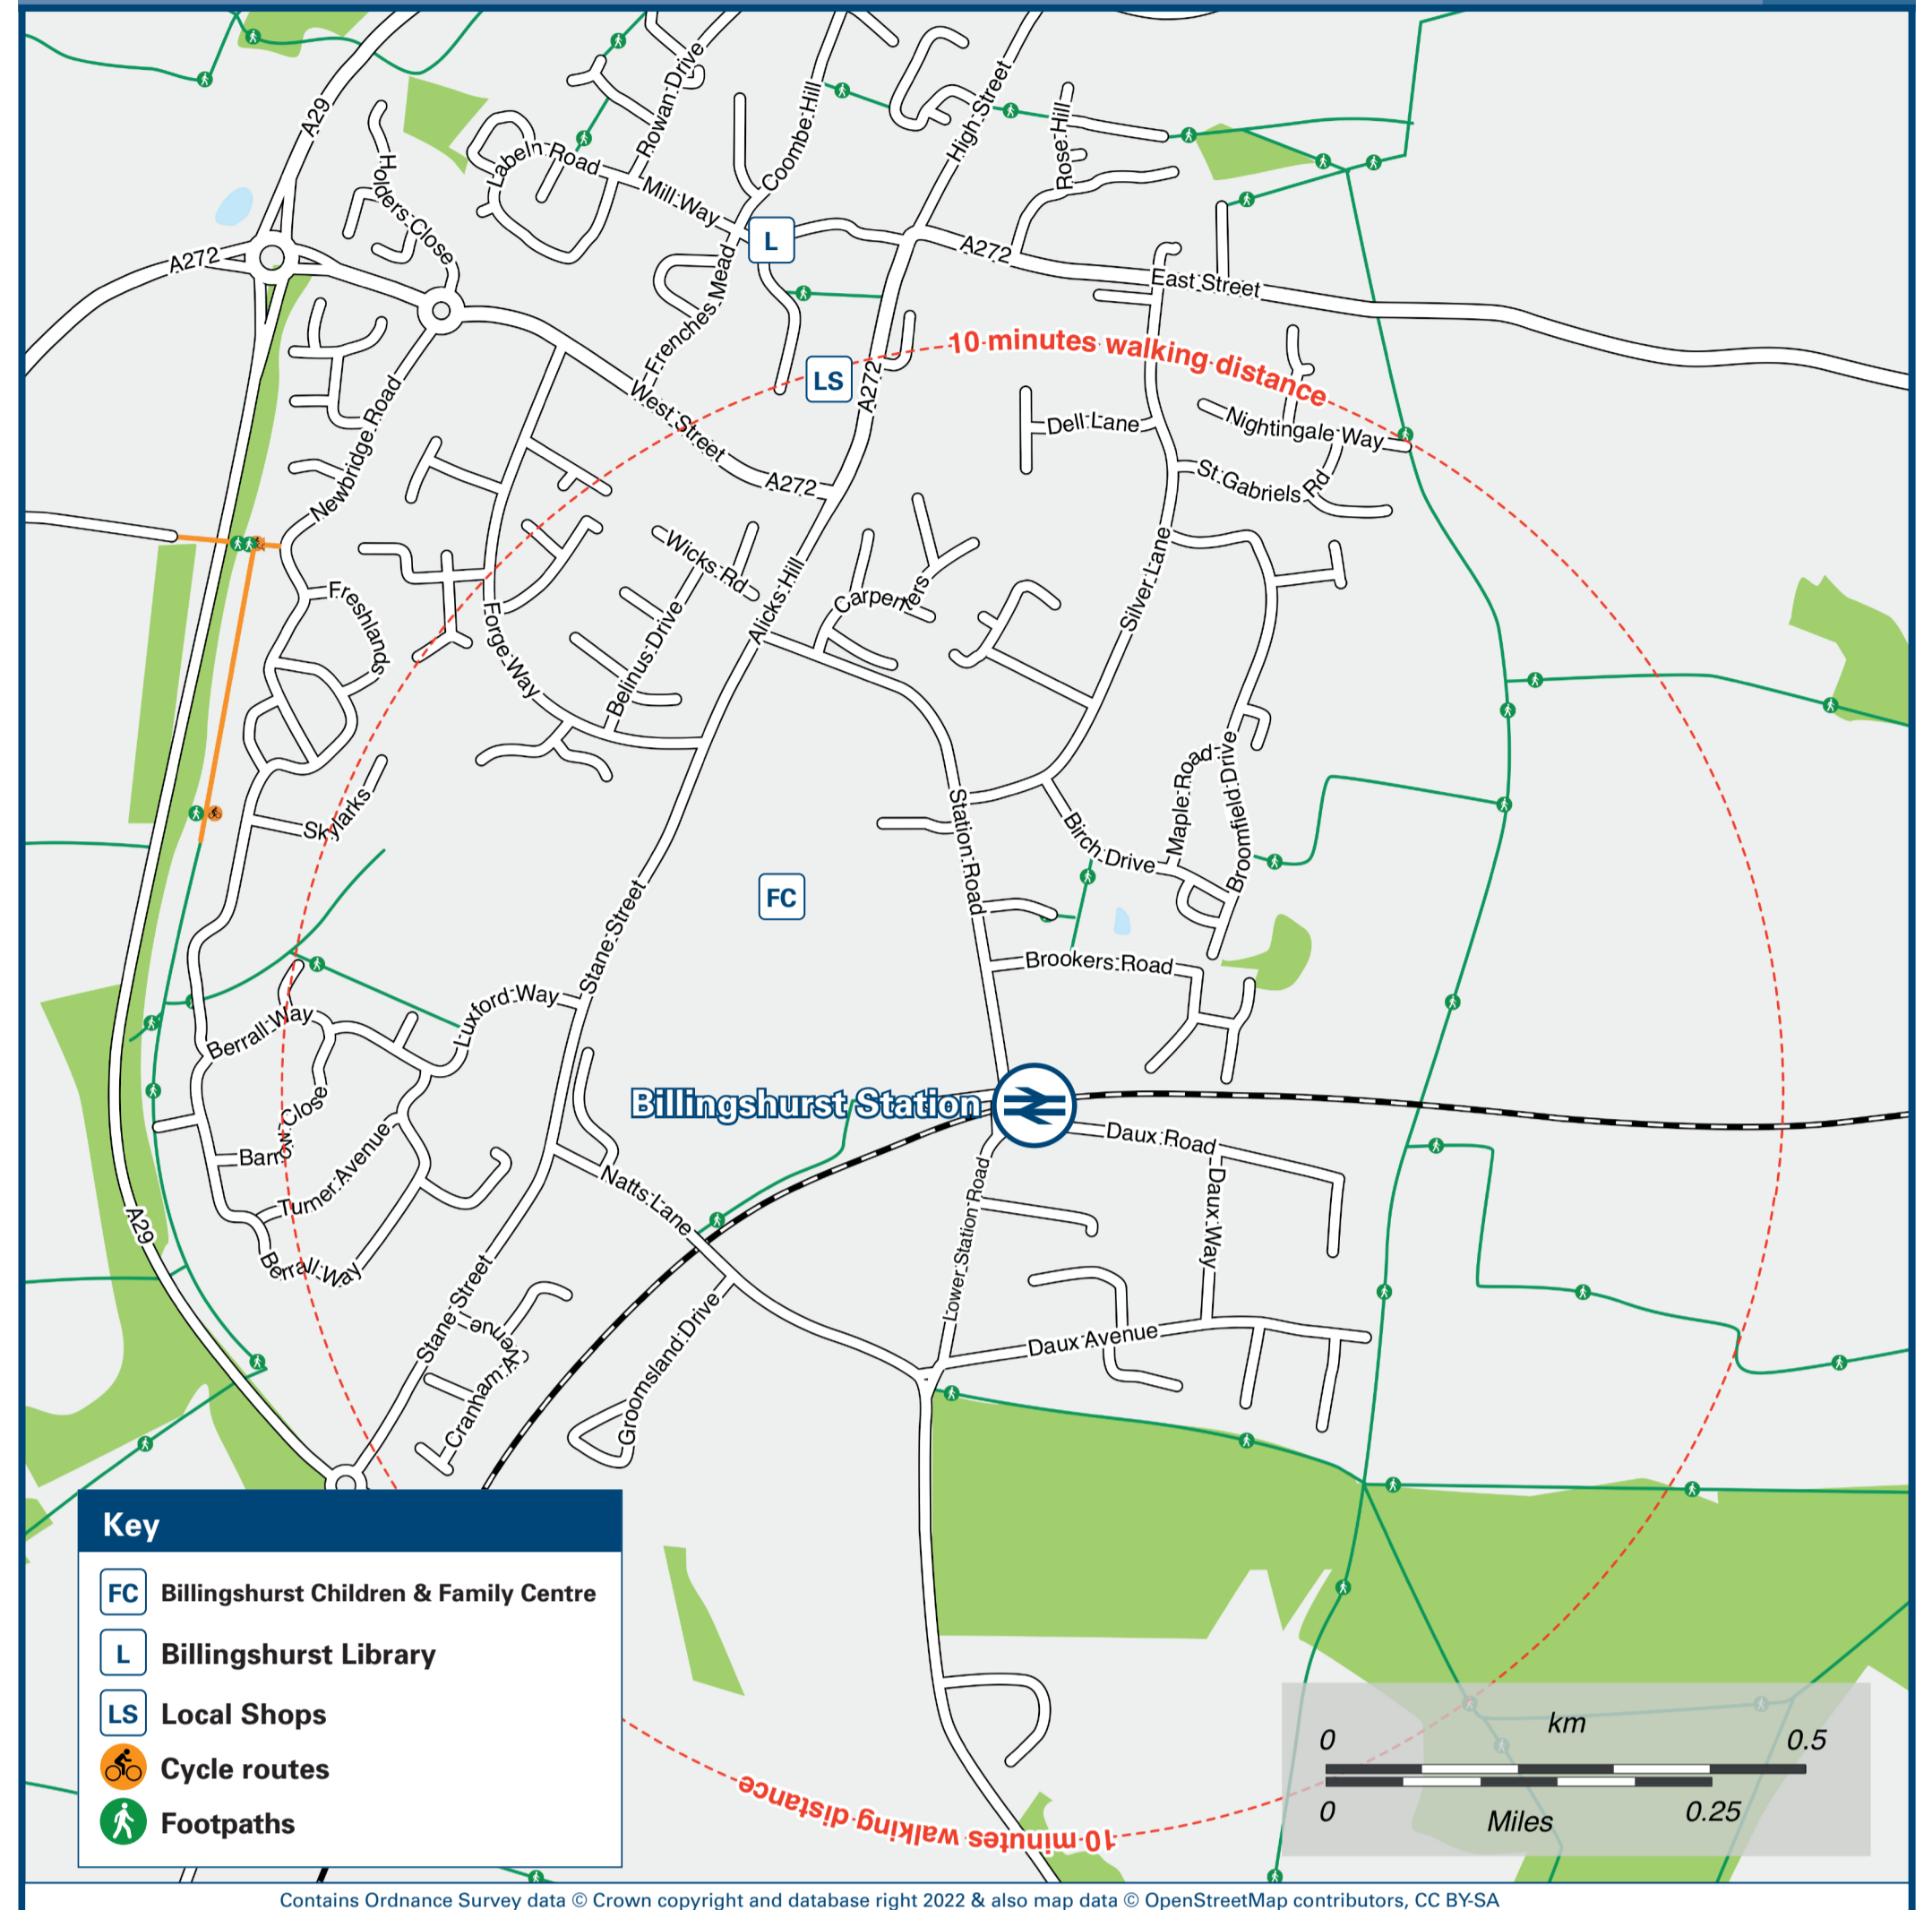 A29
Rowan Drive
Coombe Hill
High Street
Rose Hill
Holders Close
Labeln Road
Mill Way
L
A272
A272
East Street
Frenches Mead
10 minutes walking distance
LS
A272
West Street
Newbridge Road
Dell Lane
Nightingale Way
A272
St Gabriels Rd
Wicks Rd
Alicks Hill
Carpenters
Silver Lane
Freshlands
Forge Way
Belinus Drive
Skylarks
Station Road
Maple Road
Broomfield Drive
Birch Drive
FC
Stane Street
Brookers Road
Luxford Way
Berrall Way
Billingshurst Station
Barrow Close
Turner Avenue
Daux Road
Natts Lane
Daux Way
Lower Station Road
A29
Berrall Way
Stane Street
Cranham Avenue
Groomsland Drive
Daux Avenue
Key
FC Billingshurst Children & Family Centre
L Billingshurst Library
LS Local Shops
Cycle routes
Footpaths
10 minutes walking distance
km
0 0.5
0 0.25
Miles
Contains Ordnance Survey data © Crown copyright and database right 2022 & also map data © OpenStreetMap contributors, CC BY-SA